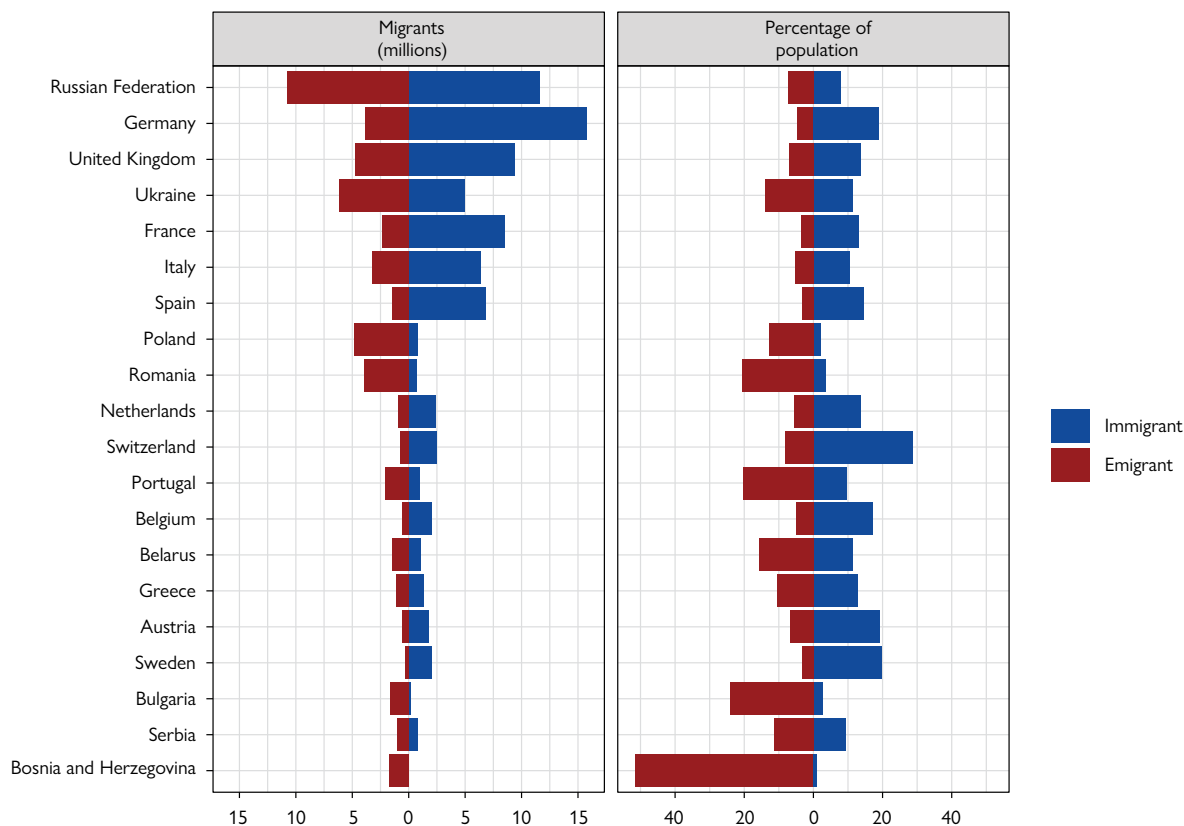 Migrants
(millions)
Percentage of
population
Russian Federation
Germany
United Kingdom
Ukraine
France
Italy
Spain
Poland
Romania
Netherlands
Switzerland
Portugal
Belgium
Belarus
Greece
Austria
Sweden
Bulgaria
Serbia
Bosnia and Herzegovina
Immigrant
Emigrant
15 10 5 0 5 10 15
40 20 0 20 40